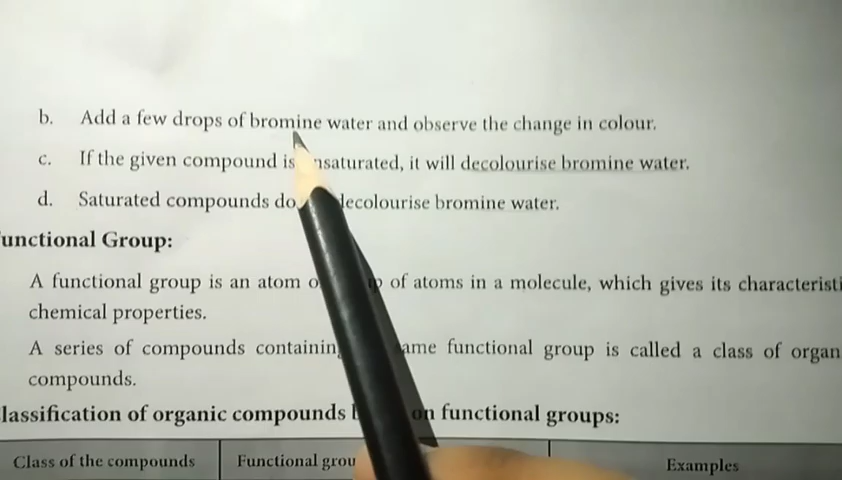 b. Add a few drops of bromine water and observe the change in colour.
c. If the given compound is nsaturated, it will decolourise bromine water.
d. Saturated compounds do decolourise bromine water.
unctional Group:
A functional group is an atom o of atoms in a molecule, which gives its characteristi
chemical properties.
A series of compounds containin ame functional group is called a class of organ
compounds.
lassification of organic compounds on functional groups:
Class of the compounds Functional grou Examples